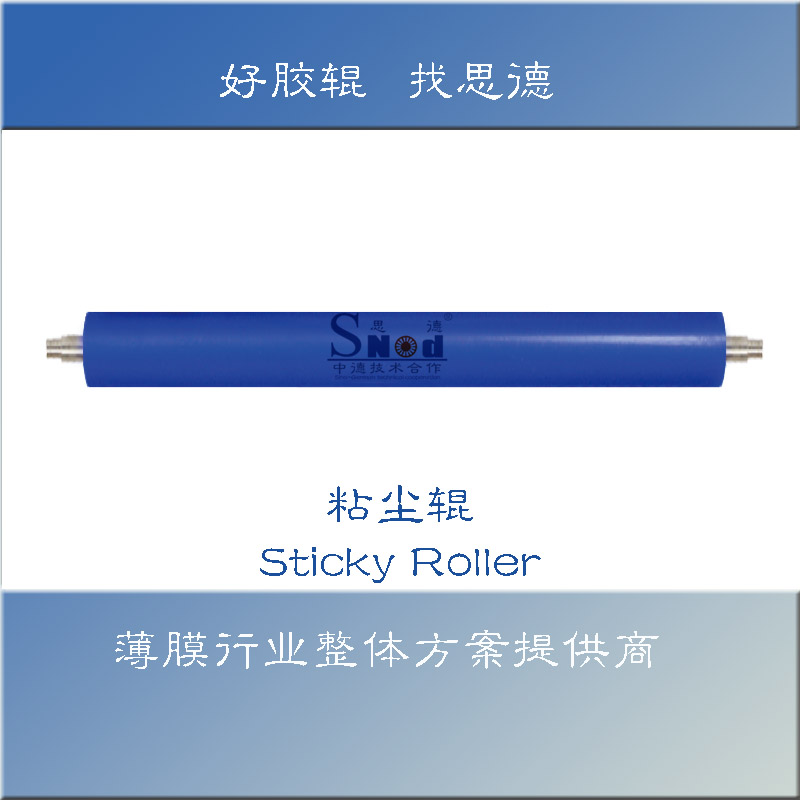 好胶辊 找思德
思德®
SNod
中德技术合作
粘尘辊
Sticky Roller
薄膜行业整体方案提供商